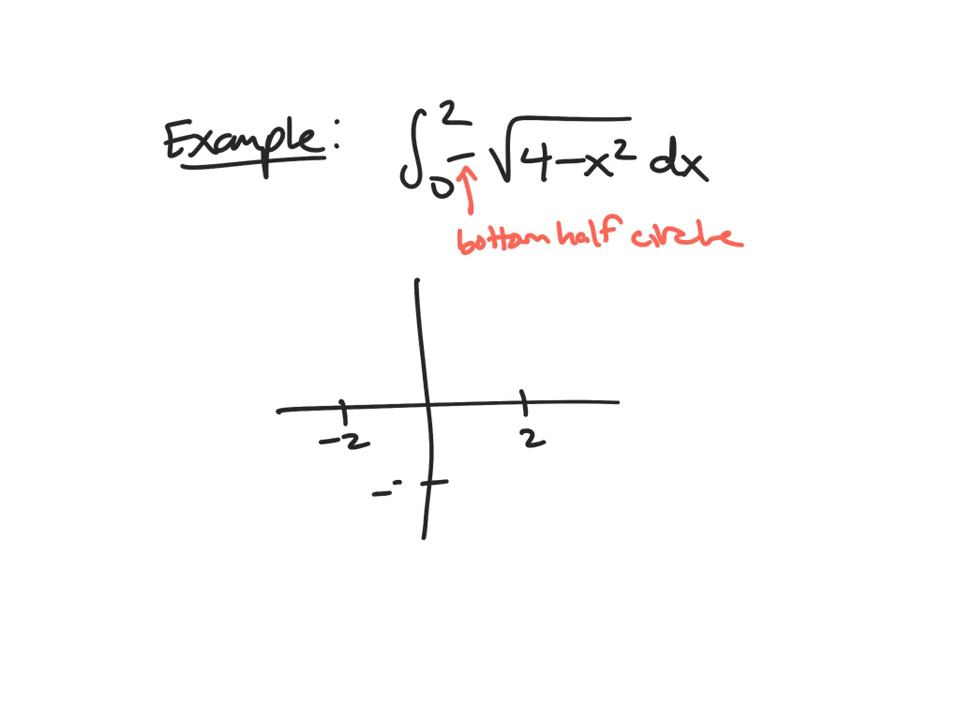 Example: ∫₀² −√(4−x²) dx
bottom half circle
−2 2